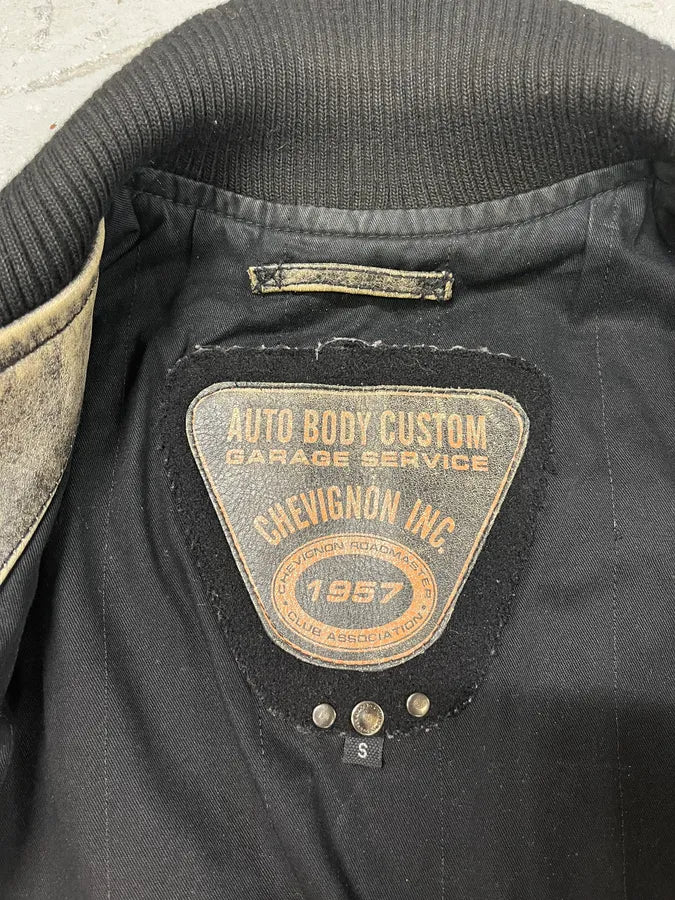 AUTO BODY CUSTOM
GARAGE SERVICE
CHEVIGNON INC.
CHEVIGNON ROADMASTER
1957
• CLUB ASSOCIATION •
S